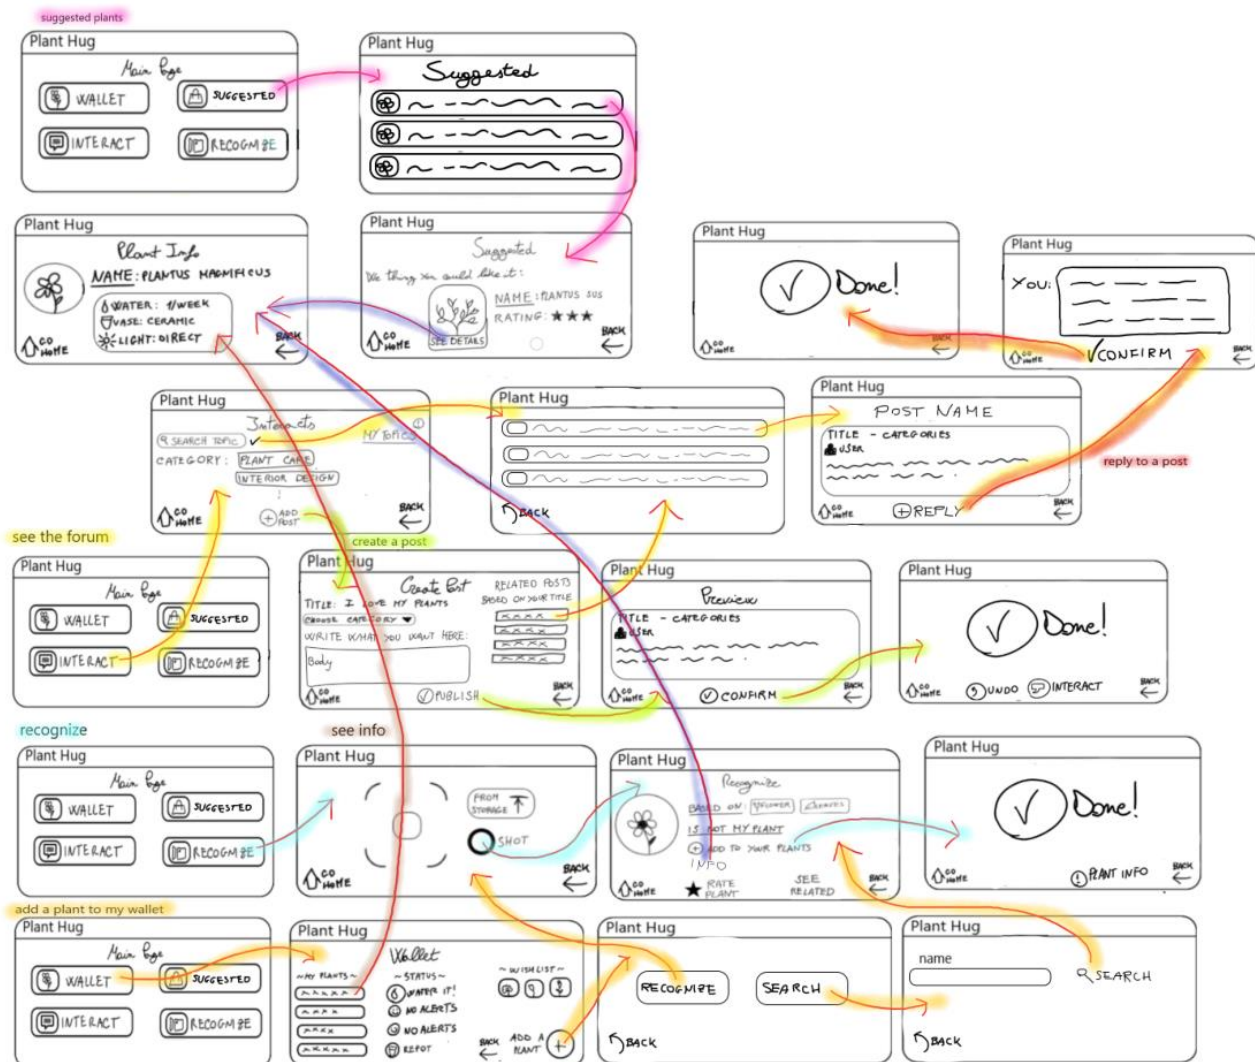 suggested plants
Plant Hug
Main Page
WALLET
SUGGESTED
INTERACT
RECOGNIZE
Plant Hug
Suggested
Plant Hug
Plant Info
NAME: PLANTUS MAGNIFICUS
WATER: 1/WEEK
VASE: CERAMIC
LIGHT: DIRECT
GO HOME
BACK
Plant Hug
Suggested
We thing you could like it:
NAME: PLANTUS SUS
RATING: ★★★
SEE DETAILS
GO HOME
BACK
Plant Hug
Done!
GO HOME
BACK
Plant Hug
YOU:
GO HOME
CONFIRM
BACK
Plant Hug
Interacts
SEARCH TOPIC
MY TOPICS
CATEGORY: PLANT CARE
INTERIOR DESIGN
GO HOME
ADD POST
BACK
Plant Hug
BACK
Plant Hug
POST NAME
TITLE - CATEGORIES
USER
GO HOME
REPLY
BACK
reply to a post
see the forum
Plant Hug
Main Page
WALLET
SUGGESTED
INTERACT
RECOGNIZE
create a post
Plant Hug
Create Post
TITLE: I LOVE MY PLANTS
CHOOSE CATEGORY
WRITE WHAT YOU WANT HERE:
Body
RELATED POSTS
BASED ON YOUR TITLE
GO HOME
PUBLISH
BACK
Plant Hug
Preview
TITLE - CATEGORIES
USER
GO HOME
CONFIRM
BACK
Plant Hug
Done!
GO HOME
UNDO
INTERACT
BACK
recognize
Plant Hug
Main Page
WALLET
SUGGESTED
INTERACT
RECOGNIZE
see info
Plant Hug
FROM STORAGE
SHOT
GO HOME
BACK
Plant Hug
Recognize
BASED ON: FLOWER LEAVES
IS NOT MY PLANT
ADD TO YOUR PLANTS
INFO
GO HOME
RATE PLANT
SEE RELATED
BACK
Plant Hug
Done!
GO HOME
PLANT INFO
BACK
add a plant to my wallet
Plant Hug
Main Page
WALLET
SUGGESTED
INTERACT
RECOGNIZE
Plant Hug
Wallet
~MY PLANTS~
~STATUS~
~WISHLIST~
WATER IT!
NO ALERTS
NO ALERTS
REPOT
BACK
ADD A PLANT
Plant Hug
RECOGNIZE
SEARCH
BACK
Plant Hug
name
SEARCH
BACK